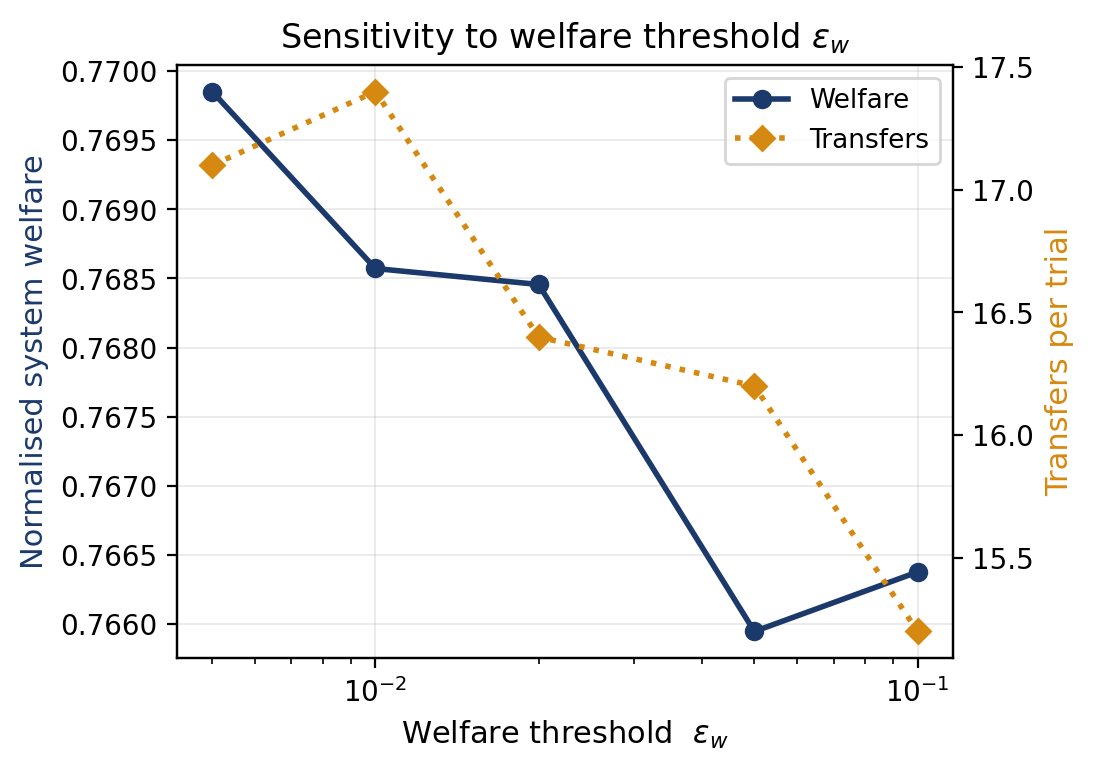 Sensitivity to welfare threshold εw
Normalised system welfare
0.7700
0.7695
0.7690
0.7685
0.7680
0.7675
0.7670
0.7665
0.7660
Welfare
Transfers
17.5
17.0
16.5
16.0
15.5
Transfers per trial
10⁻² 10⁻¹
Welfare threshold εw